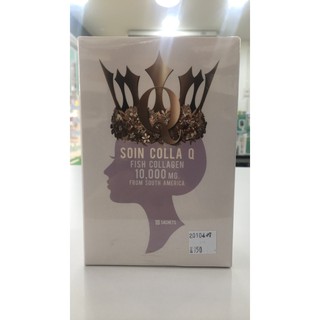 SOIN COLLA Q
FISH COLLAGEN
10,000 MG
FROM SOUTH AMERICA